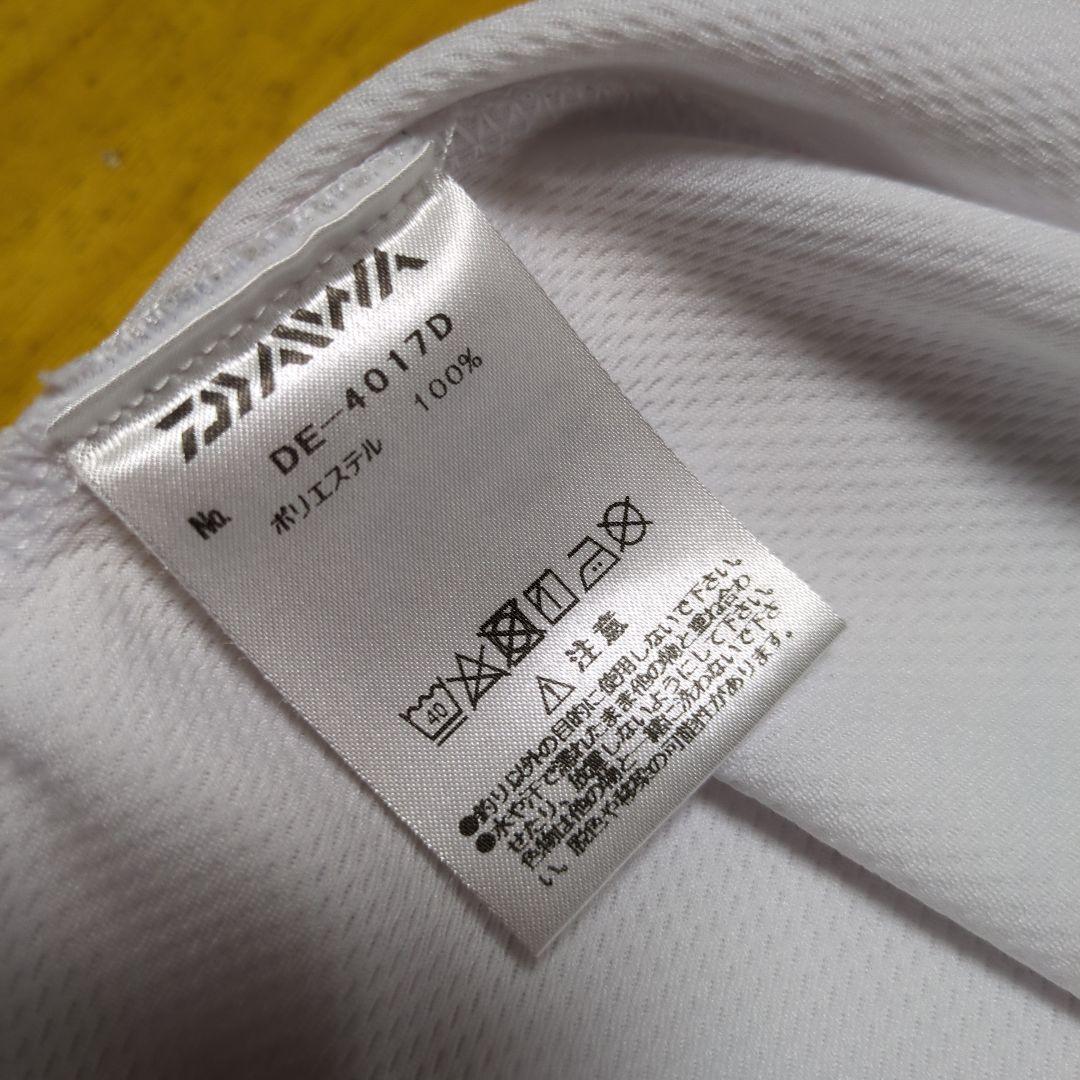 DAIWA
No. DE-4017D
ポリエステル 100%
40
注意
●釣り以外の目的に使用しないで下さい。
●水や汗で濡れたまま他の物と重ね合わ
せたり、放置しないようにして下さい。
色物は他の物と一緒に洗わないで下さ
い。脱色や移染の可能性があります。